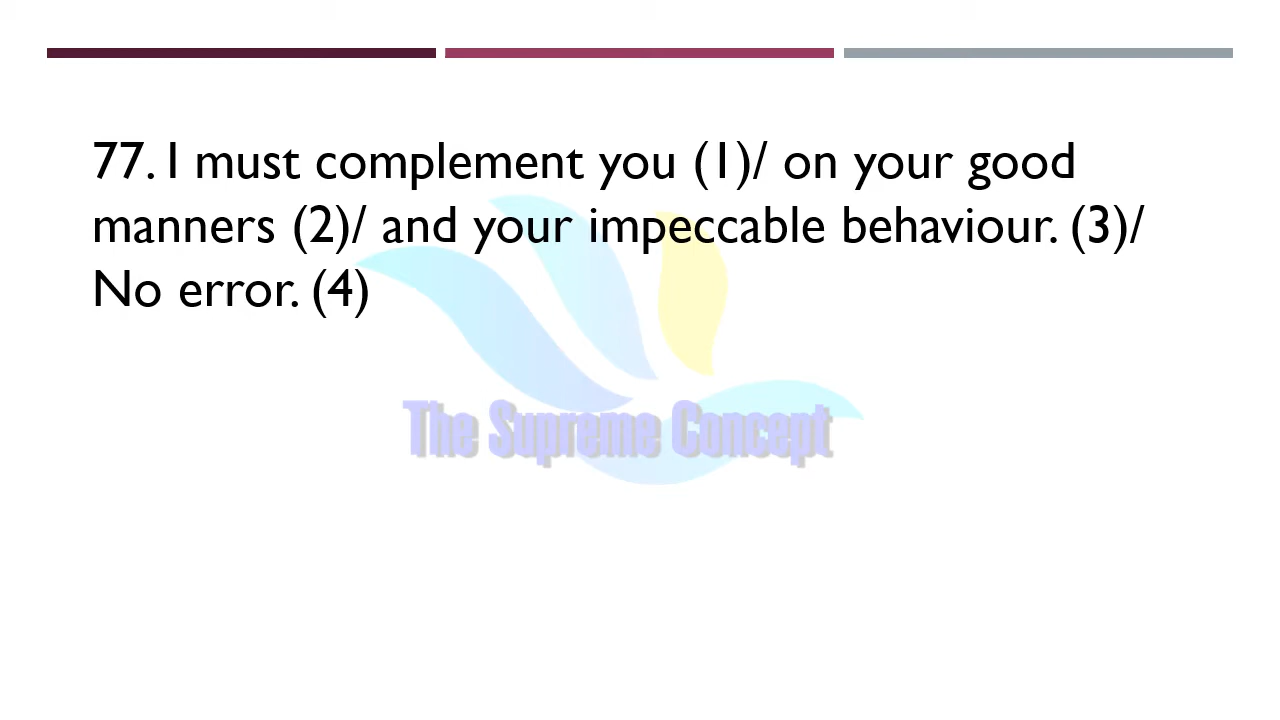 77. I must complement you (1)/ on your good
manners (2)/ and your impeccable behaviour. (3)/
No error. (4)
The Supreme Concept